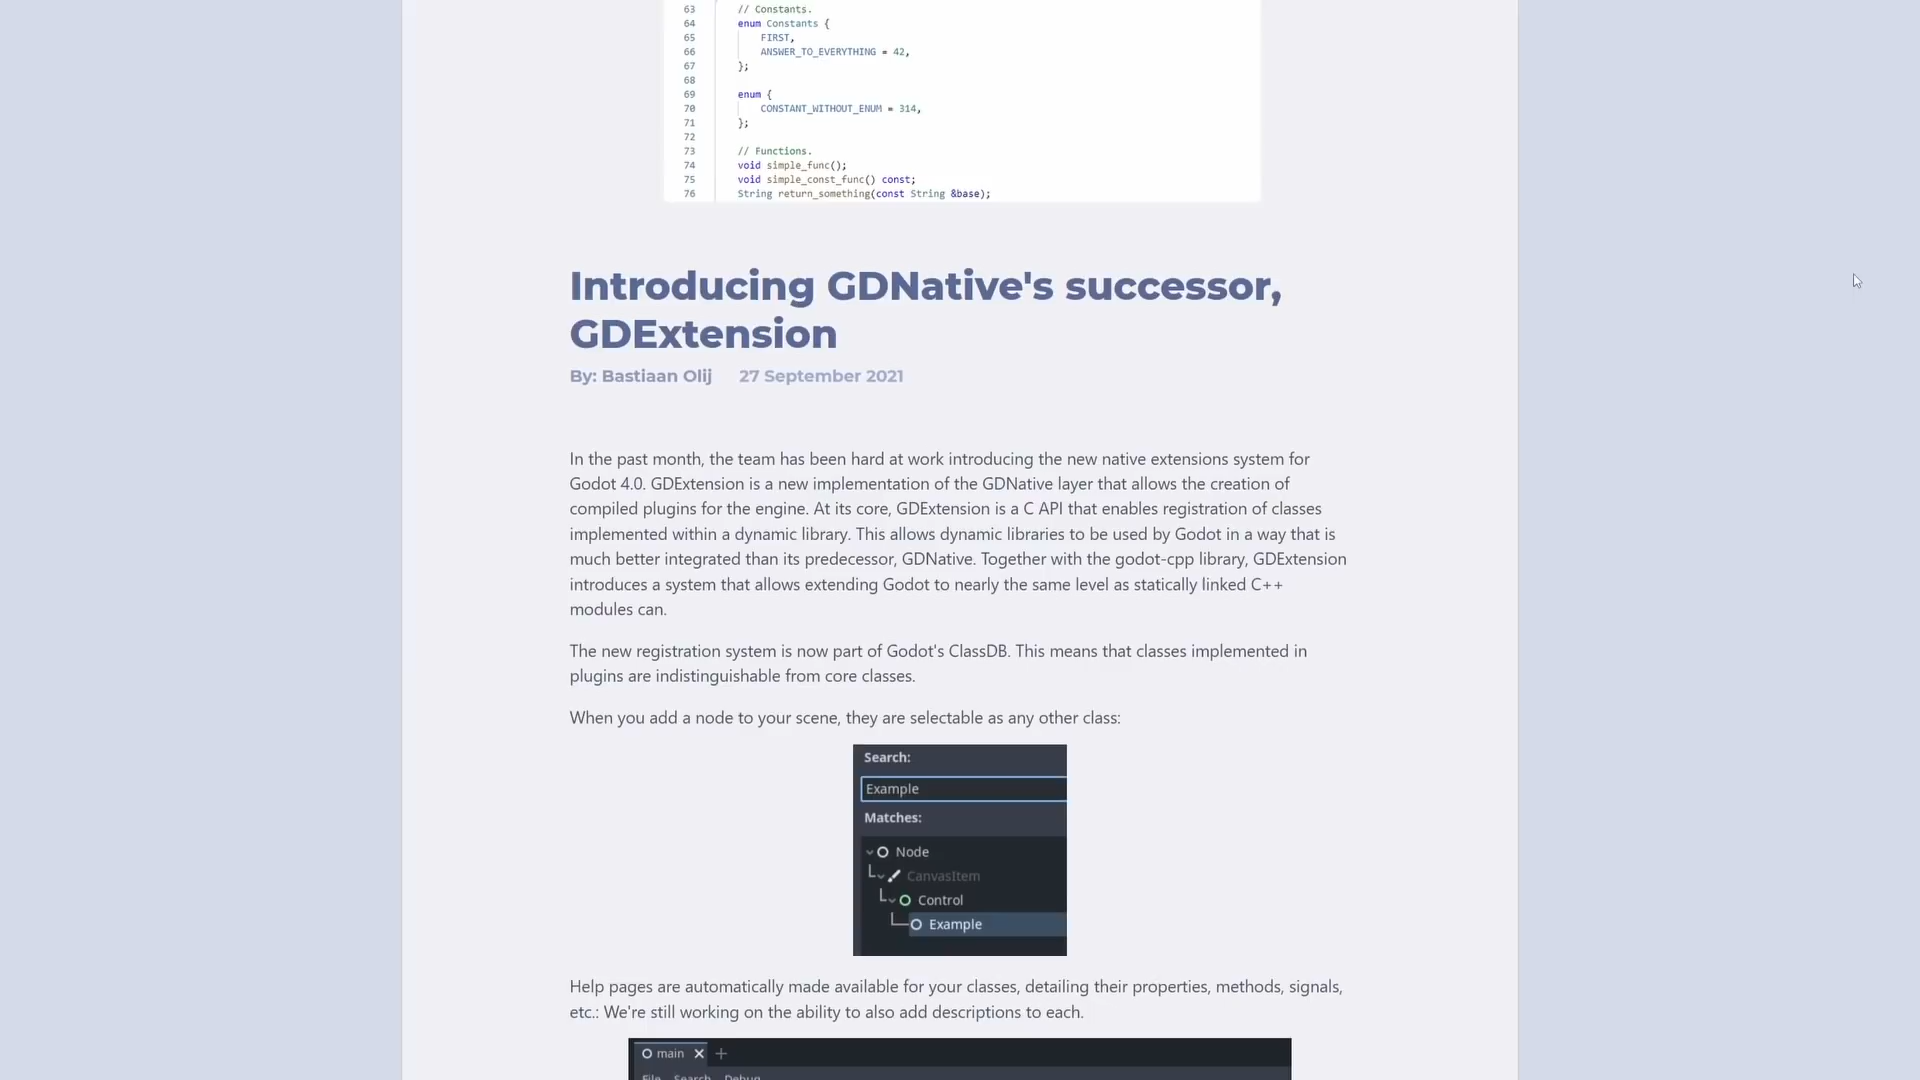 63 // Constants.
64 enum Constants {
65 FIRST,
66 ANSWER_TO_EVERYTHING = 42,
67 };
68
69 enum {
70 CONSTANT_WITHOUT_ENUM = 314,
71 };
72
73 // Functions.
74 void simple_func();
75 void simple_const_func() const;
76 String return_something(const String &base);
Introducing GDNative's successor,
GDExtension
By: Bastiaan Olij 27 September 2021
In the past month, the team has been hard at work introducing the new native extensions system for
Godot 4.0. GDExtension is a new implementation of the GDNative layer that allows the creation of
compiled plugins for the engine. At its core, GDExtension is a C API that enables registration of classes
implemented within a dynamic library. This allows dynamic libraries to be used by Godot in a way that is
much better integrated than its predecessor, GDNative. Together with the godot-cpp library, GDExtension
introduces a system that allows extending Godot to nearly the same level as statically linked C++
modules can.
The new registration system is now part of Godot's ClassDB. This means that classes implemented in
plugins are indistinguishable from core classes.
When you add a node to your scene, they are selectable as any other class:
Search:
Example
Matches:
Node
CanvasItem
Control
Example
Help pages are automatically made available for your classes, detailing their properties, methods, signals,
etc.: We're still working on the ability to also add descriptions to each.
main
File Search Debug